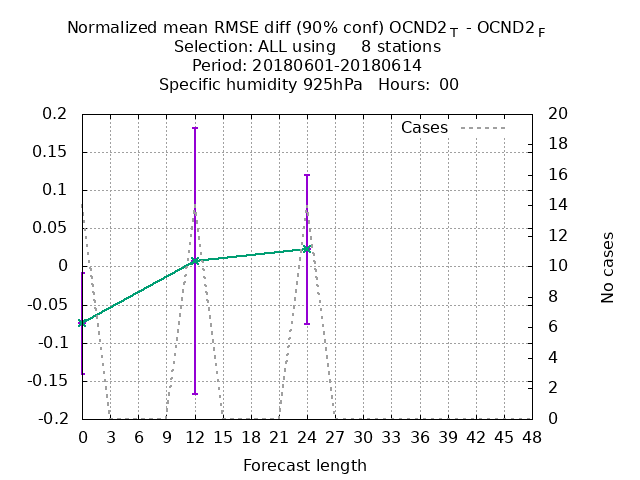 Normalized mean RMSE diff (90% conf) OCND2 T - OCND2 F
Selection: ALL using     8 stations
Period: 20180601-20180614
Specific humidity 925hPa   Hours:  00
0.2
0.15
0.1
0.05
0
-0.05
-0.1
-0.15
-0.2
Cases
20
18
16
14
12
10
8
6
4
2
0
No cases
0 3 6 9 12 15 18 21 24 27 30 33 36 39 42 45 48
Forecast length